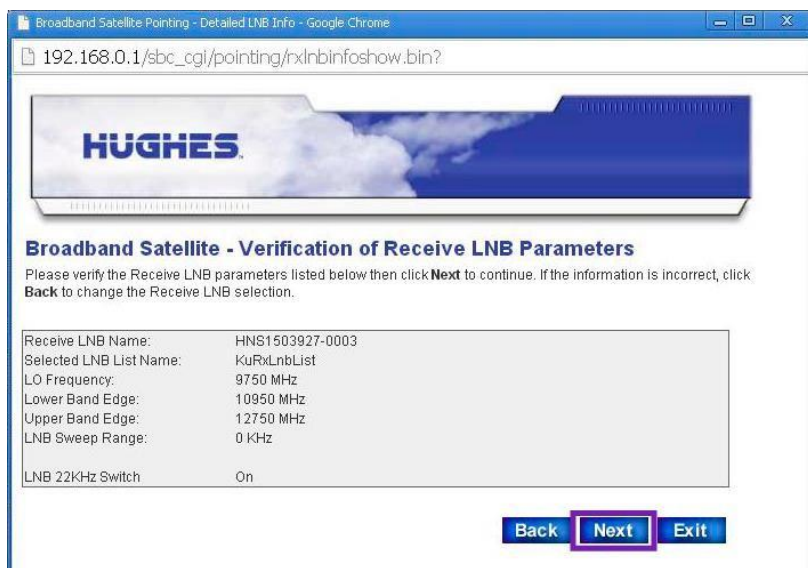 Broadband Satellite Pointing - Detailed LNB Info - Google Chrome
192.168.0.1/sbc_cgi/pointing/rxlnbinfoshow.bin?
HUGHES.
Broadband Satellite - Verification of Receive LNB Parameters
Please verify the Receive LNB parameters listed below then click Next to continue. If the information is incorrect, click
Back to change the Receive LNB selection.
Receive LNB Name: HNS1503927-0003
Selected LNB List Name: KuRxLnbList
LO Frequency: 9750 MHz
Lower Band Edge: 10950 MHz
Upper Band Edge: 12750 MHz
LNB Sweep Range: 0 KHz
LNB 22KHz Switch On
Back Next Exit